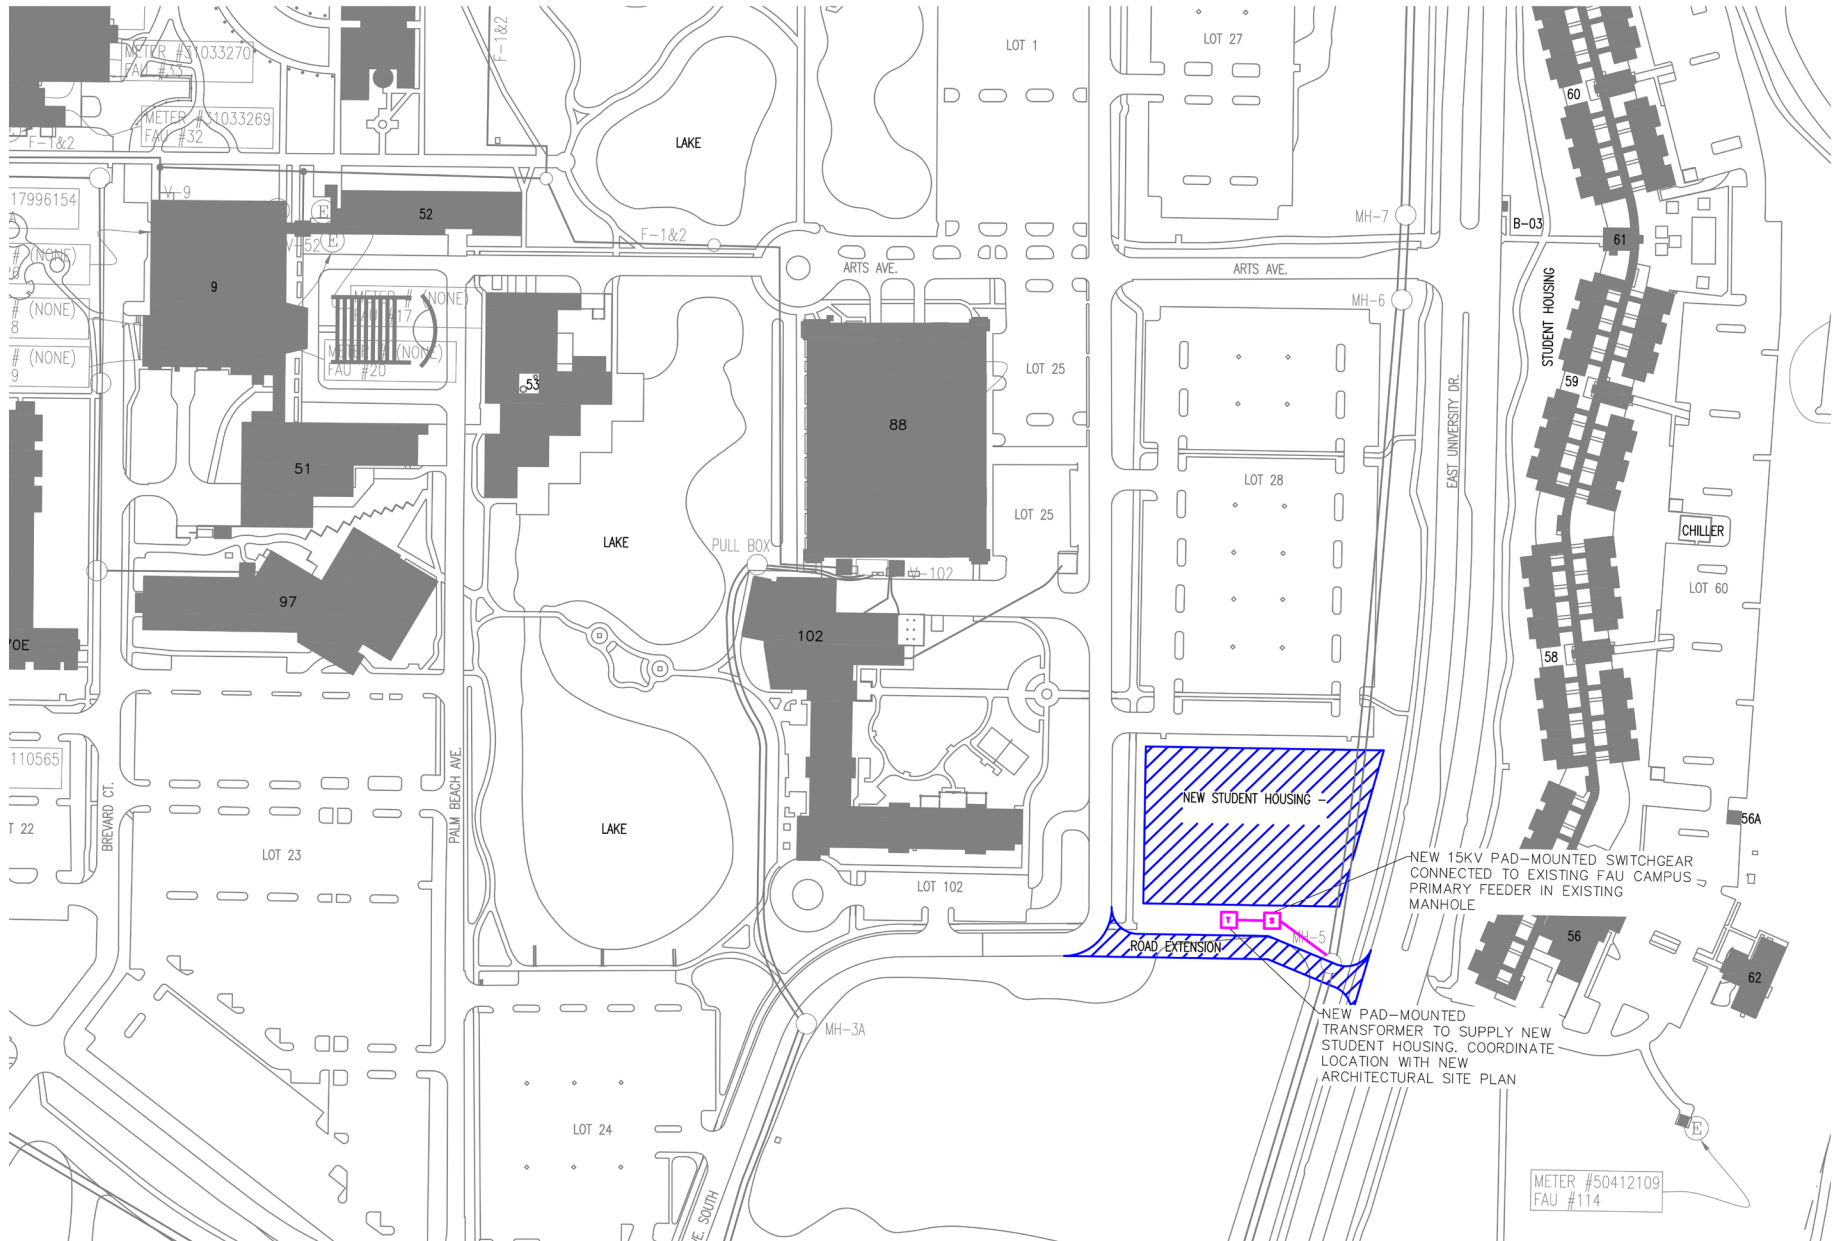 METER #31033270
FAU #33
METER #31033269
FAU #32
F-1&2
F-1&2
LAKE
LOT 1
LOT 27
60
17996154
V-9
E
52
V-52
E
F-1&2
MH-7
B-03
61
# (NONE)
26
9
METER # (NONE)
FAU #17
ARTS AVE.
ARTS AVE.
MH-6
STUDENT HOUSING
# (NONE)
8
# (NONE)
9
METER # (NONE)
FAU #20
53
LOT 25
59
88
EAST UNIVERSITY DR.
51
LOT 28
LOT 25
LAKE
PULL BOX
V-102
CHILLER
LOT 60
97
102
70E
58
110565
BREVARD CT.
PALM BEACH AVE.
T 22
LOT 23
LAKE
NEW STUDENT HOUSING –
56A
LOT 102
NEW 15KV PAD-MOUNTED SWITCHGEAR
CONNECTED TO EXISTING FAU CAMPUS
PRIMARY FEEDER IN EXISTING
MANHOLE
T
S
MH-5
ROAD EXTENSION
56
62
MH-3A
NEW PAD-MOUNTED
TRANSFORMER TO SUPPLY NEW
STUDENT HOUSING. COORDINATE
LOCATION WITH NEW
ARCHITECTURAL SITE PLAN
LOT 24
E
METER #50412109
FAU #114
E. SOUTH